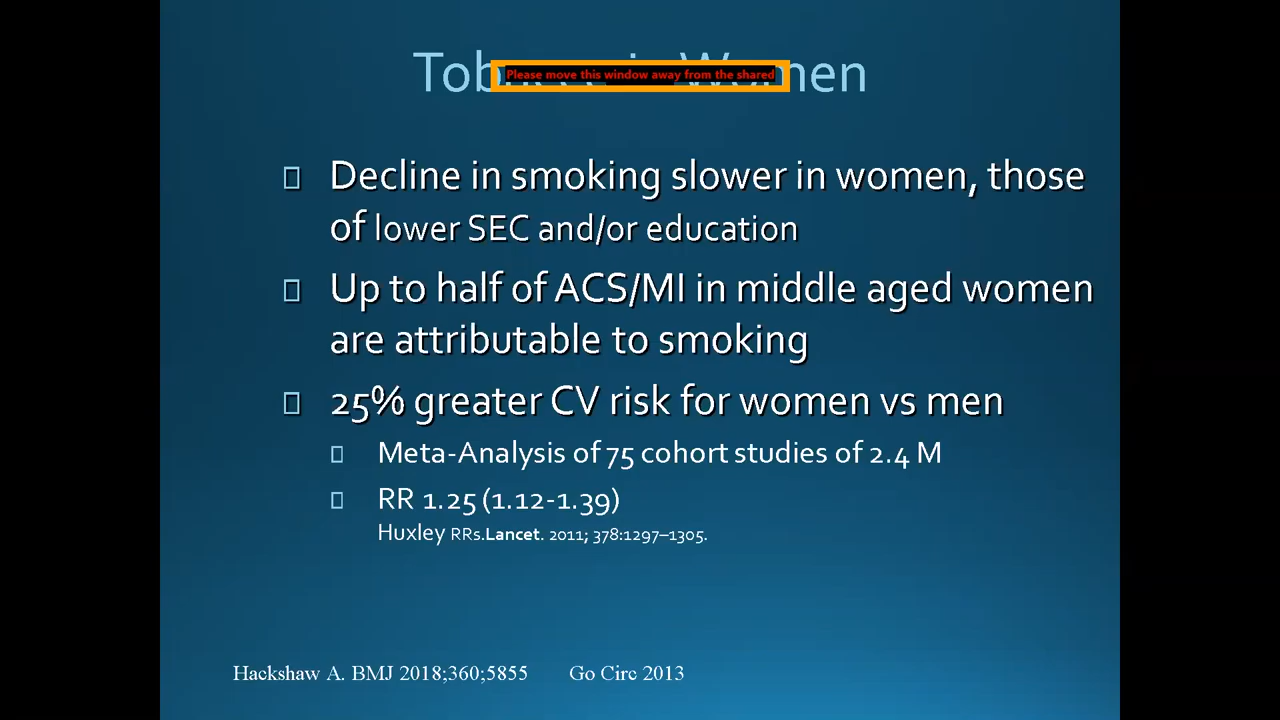 Please move this window away from the shared
Decline in smoking slower in women, those
of lower SEC and/or education
Up to half of ACS/MI in middle aged women
are attributable to smoking
25% greater CV risk for women vs men
Meta-Analysis of 75 cohort studies of 2.4 M
RR 1.25 (1.12-1.39)
Huxley RRs.Lancet. 2011; 378:1297–1305.
Hackshaw A. BMJ 2018;360;5855 Go Circ 2013